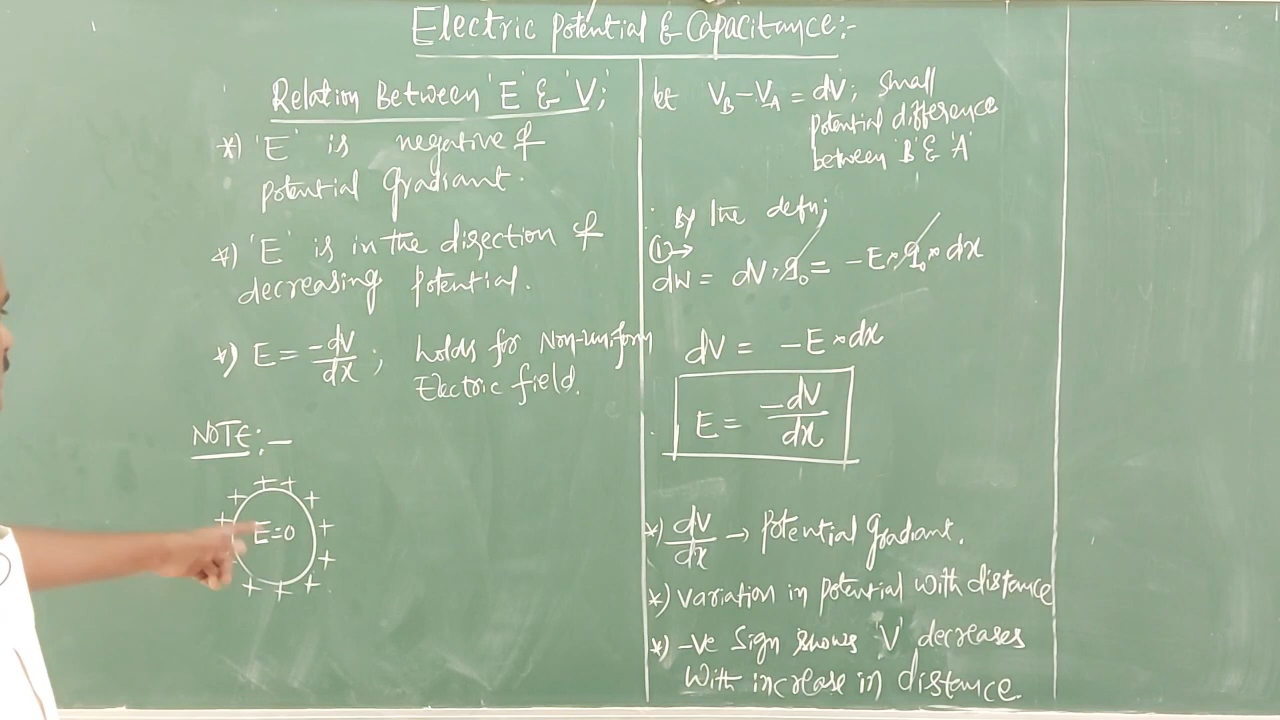 Electric Potential & Capacitance:-
Relation Between 'E' & 'V';
*) 'E' is negative of
potential Gradiant.
*) 'E' is in the direction of
decreasing potential.
*) E = -dV/dx ; holds for Non-uniform
Electric field.
NOTE:-
+ + + + + + + + + + +
E=0
let V_B - V_A = dV; small
potential difference
between 'B' & 'A'
∴ By the defn;
①→
dW = dV × q₀ = -E × q₀ × dx
dV = -E × dx
E = -dV/dx
*) dV/dx → Potential Gradiant.
*) Variation in potential with distance
*) -ve sign shows 'V' decreases
with increase in distance.